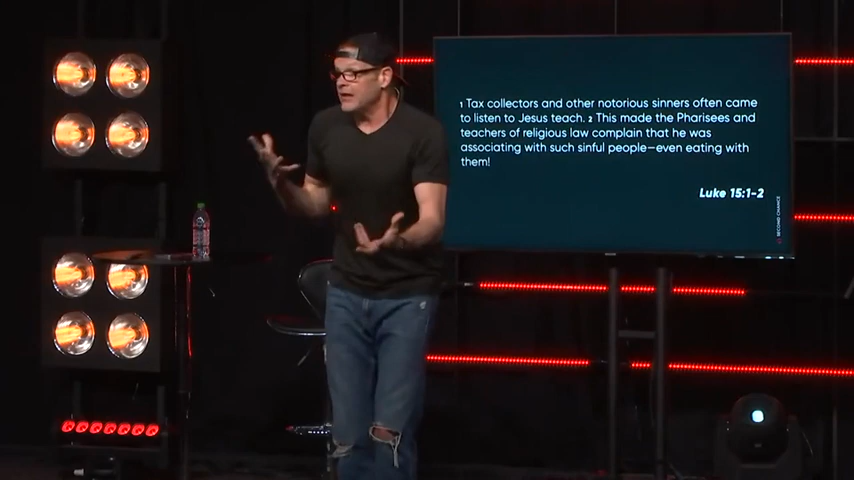 1 Tax collectors and other notorious sinners often came
to listen to Jesus teach. 2 This made the Pharisees and
teachers of religious law complain that he was
associating with such sinful people—even eating with
them!
Luke 15:1-2
SECOND CHANCE